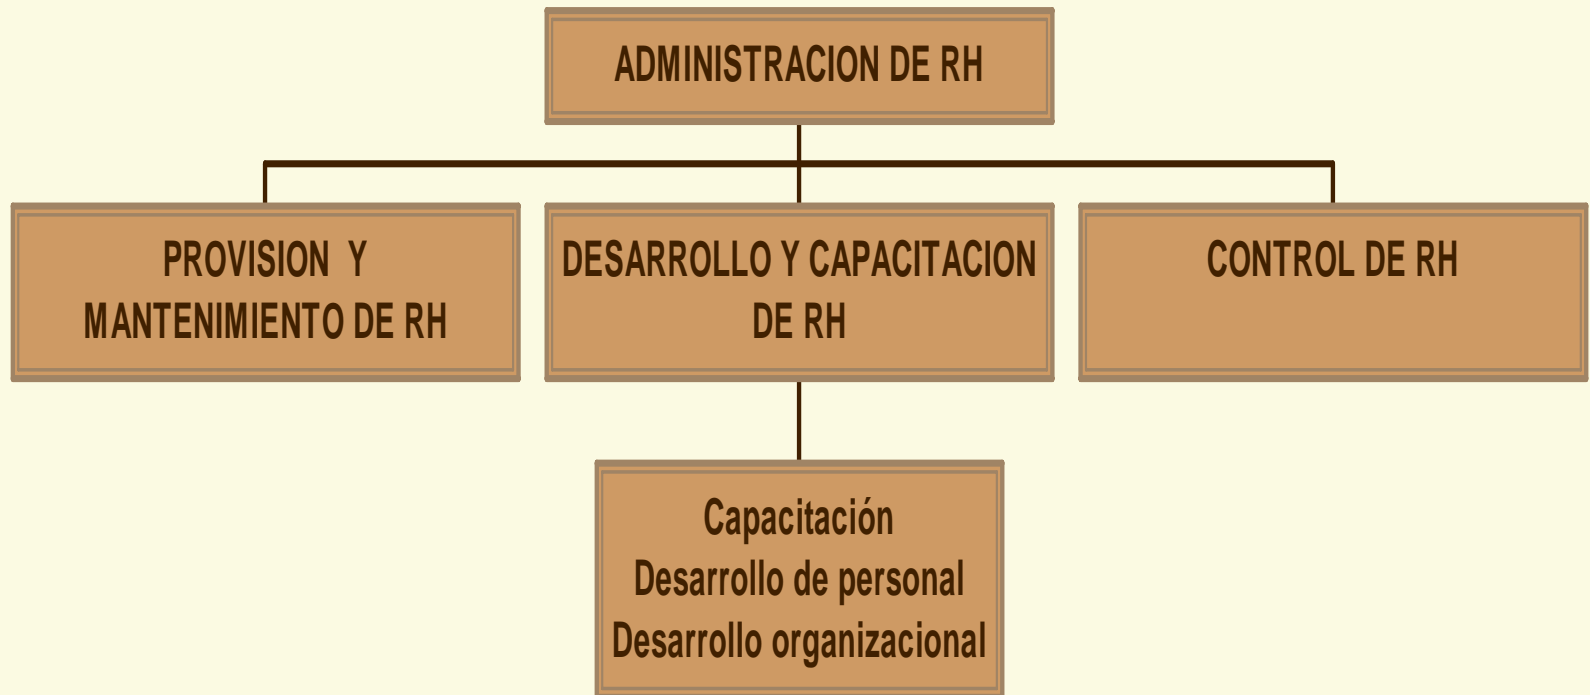 ADMINISTRACION DE RH
PROVISION Y
MANTENIMIENTO DE RH
DESARROLLO Y CAPACITACION
DE RH
CONTROL DE RH
Capacitación
Desarrollo de personal
Desarrollo organizacional